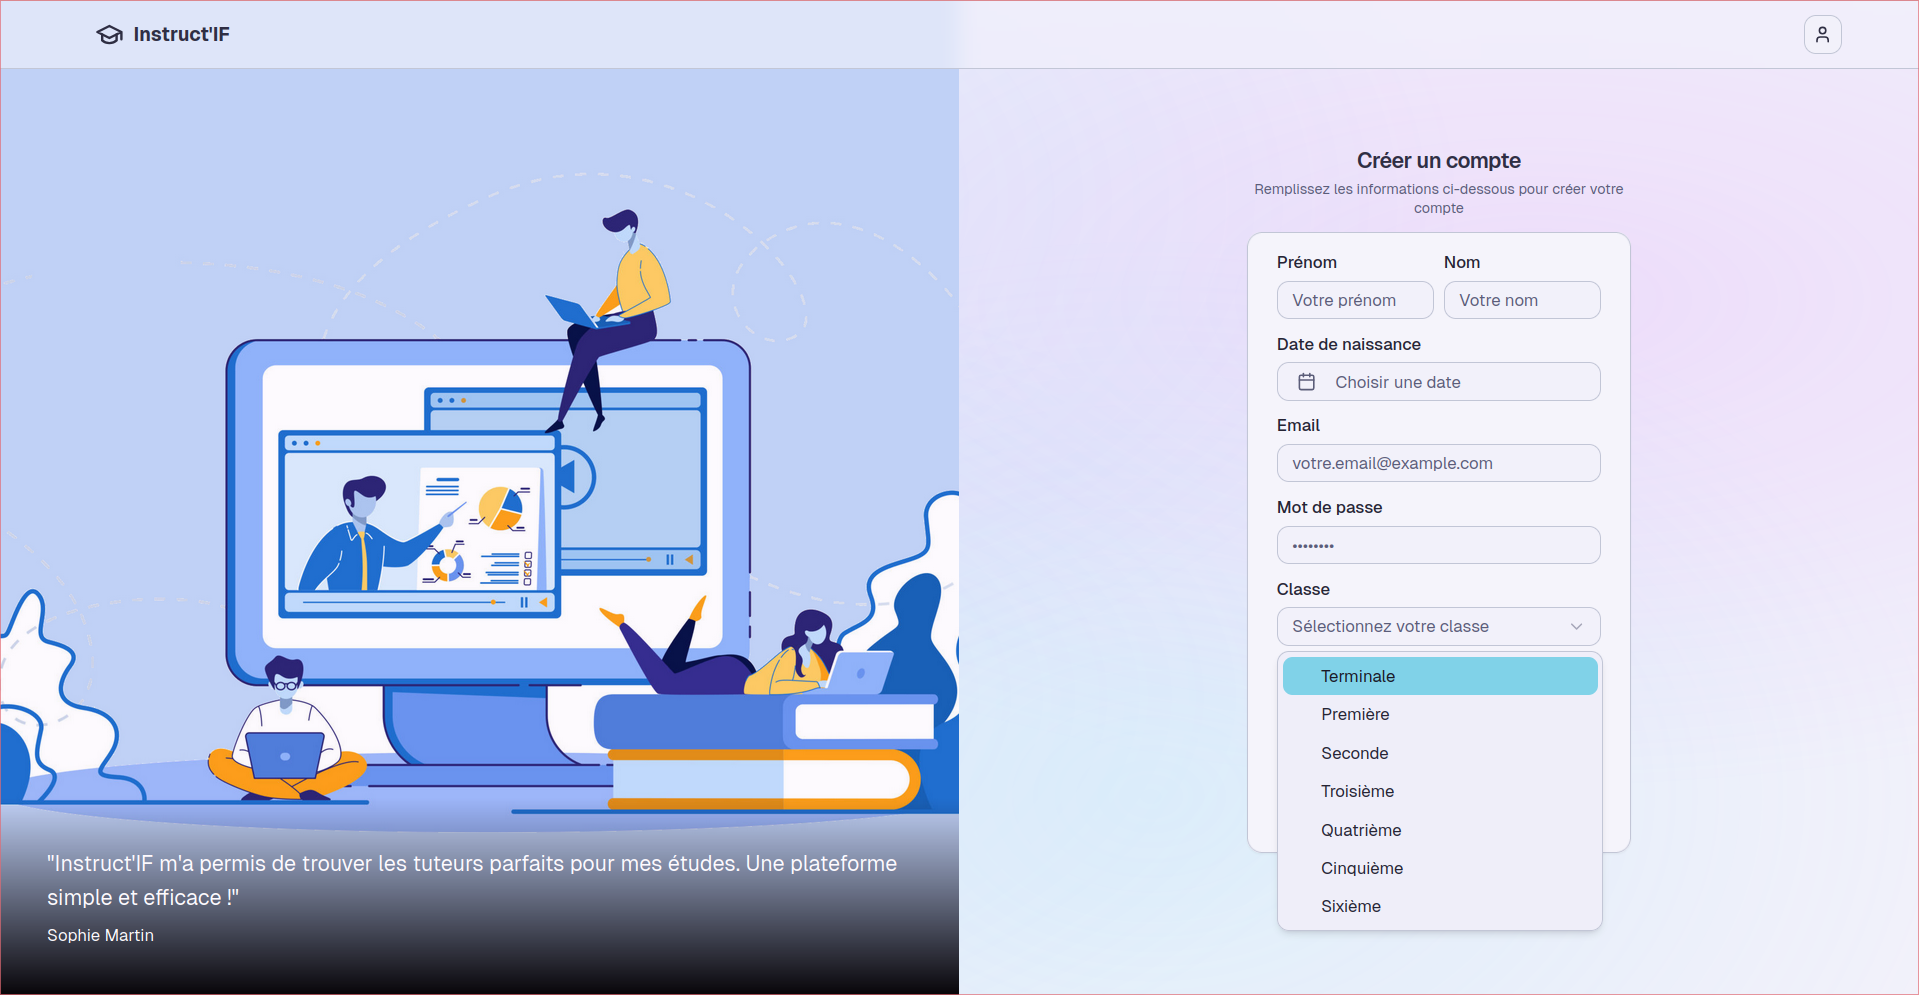 Instruct'IF
"Instruct'IF m'a permis de trouver les tuteurs parfaits pour mes études. Une plateforme
simple et efficace !"
Sophie Martin
Créer un compte
Remplissez les informations ci-dessous pour créer votre
compte
Prénom
Nom
Votre prénom
Votre nom
Date de naissance
Choisir une date
Email
votre.email@example.com
Mot de passe
••••••••
Classe
Sélectionnez votre classe
Terminale
Première
Seconde
Troisième
Quatrième
Cinquième
Sixième